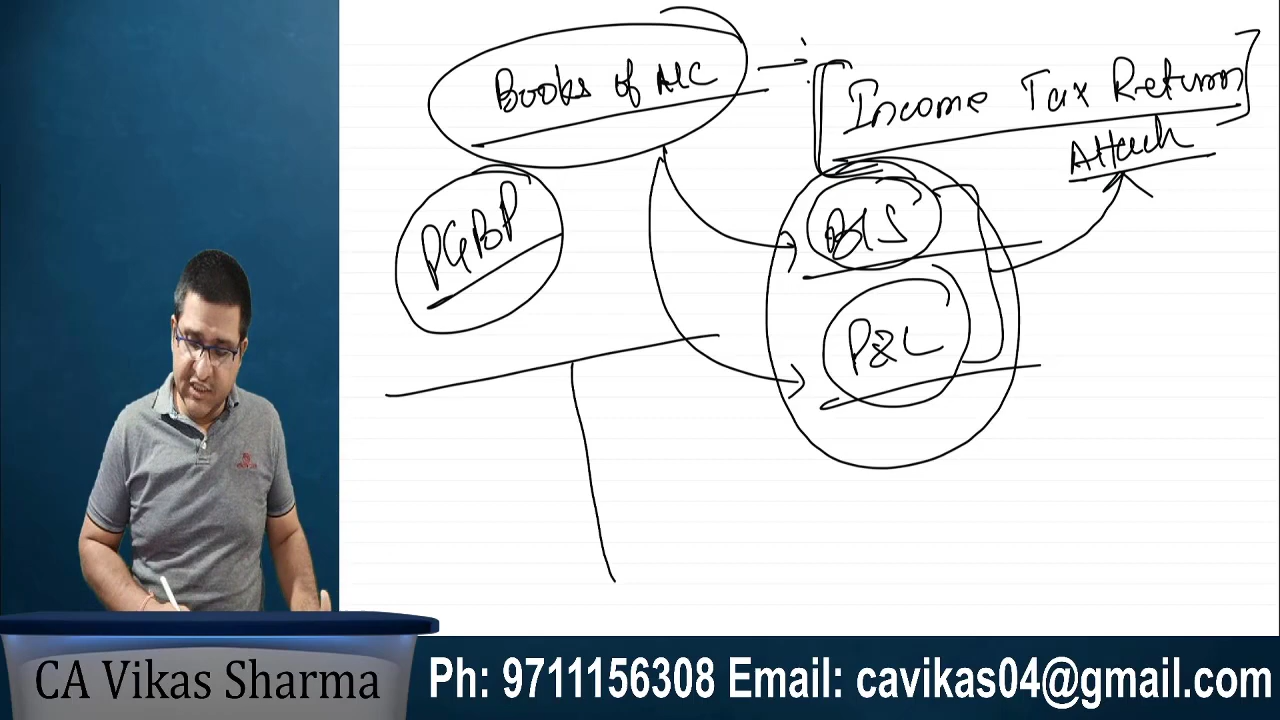 Books of A/C
Income Tax Return
Attach
PGBP
B/S
P&L
CA Vikas Sharma
Ph: 9711156308 Email: cavikas04@gmail.com